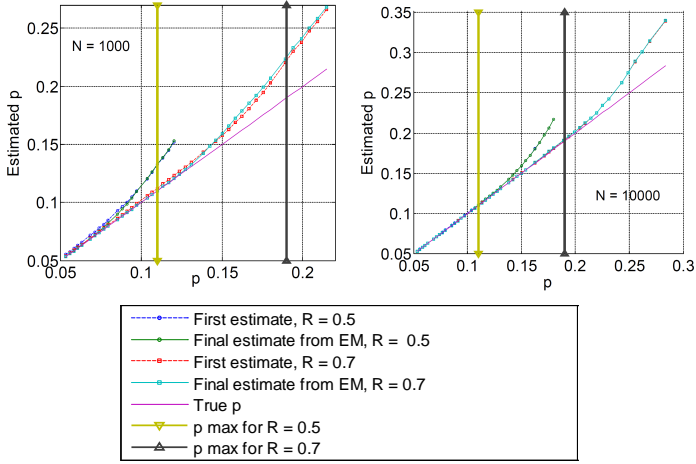 0.25
0.2
0.15
0.1
0.05
Estimated p
N = 1000
0.05 0.1 0.15 0.2
p
0.35
0.3
0.25
0.2
0.15
0.1
0.05
Estimated p
N = 10000
0.05 0.1 0.15 0.2 0.25 0.3
p
First estimate, R = 0.5
Final estimate from EM, R = 0.5
First estimate, R = 0.7
Final estimate from EM, R = 0.7
True p
p max for R = 0.5
p max for R = 0.7